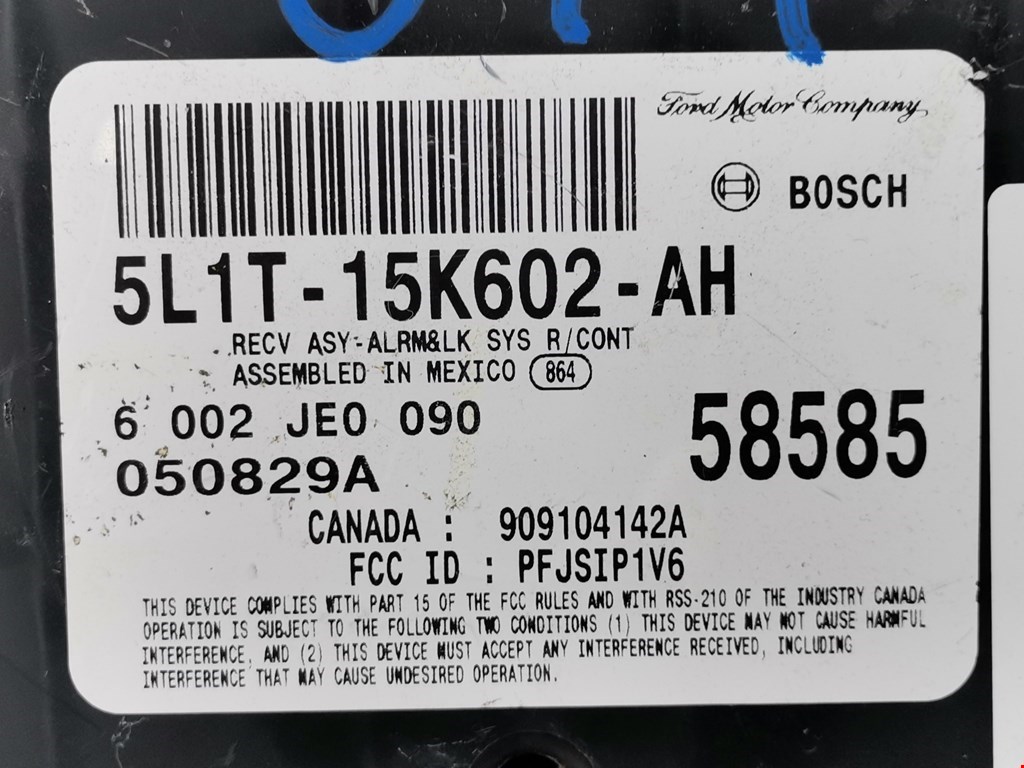 Ford Motor Company
BOSCH
5L1T-15K602-AH
RECV ASY-ALRM&LK SYS R/CONT
ASSEMBLED IN MEXICO 864
6 002 JE0 090
58585
050829A
CANADA : 909104142A
FCC ID : PFJSIP1V6
THIS DEVICE COMPLIES WITH PART 15 OF THE FCC RULES AND WITH RSS-210 OF THE INDUSTRY CANADA
OPERATION IS SUBJECT TO THE FOLLOWING TWO CONDITIONS (1) THIS DEVICE MAY NOT CAUSE HARMFUL
INTERFERENCE, AND (2) THIS DEVICE MUST ACCEPT ANY INTERFERENCE RECEIVED, INCLUDING
INTERFERENCE THAT MAY CAUSE UNDESIRED OPERATION.